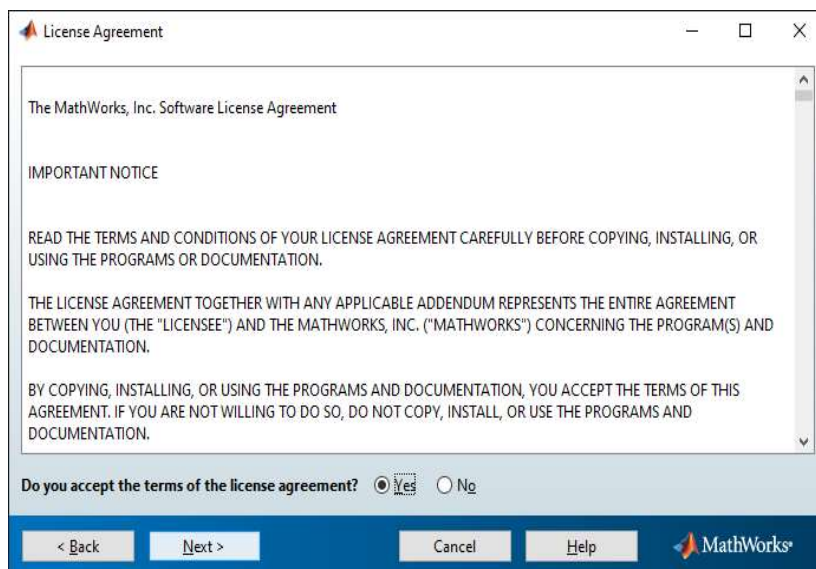 License Agreement
The MathWorks, Inc. Software License Agreement
IMPORTANT NOTICE
READ THE TERMS AND CONDITIONS OF YOUR LICENSE AGREEMENT CAREFULLY BEFORE COPYING, INSTALLING, OR
USING THE PROGRAMS OR DOCUMENTATION.
THE LICENSE AGREEMENT TOGETHER WITH ANY APPLICABLE ADDENDUM REPRESENTS THE ENTIRE AGREEMENT
BETWEEN YOU (THE "LICENSEE") AND THE MATHWORKS, INC. ("MATHWORKS") CONCERNING THE PROGRAM(S) AND
DOCUMENTATION.
BY COPYING, INSTALLING, OR USING THE PROGRAMS AND DOCUMENTATION, YOU ACCEPT THE TERMS OF THIS
AGREEMENT. IF YOU ARE NOT WILLING TO DO SO, DO NOT COPY, INSTALL, OR USE THE PROGRAMS AND
DOCUMENTATION.
Do you accept the terms of the license agreement? Yes No
< Back Next > Cancel Help MathWorks®